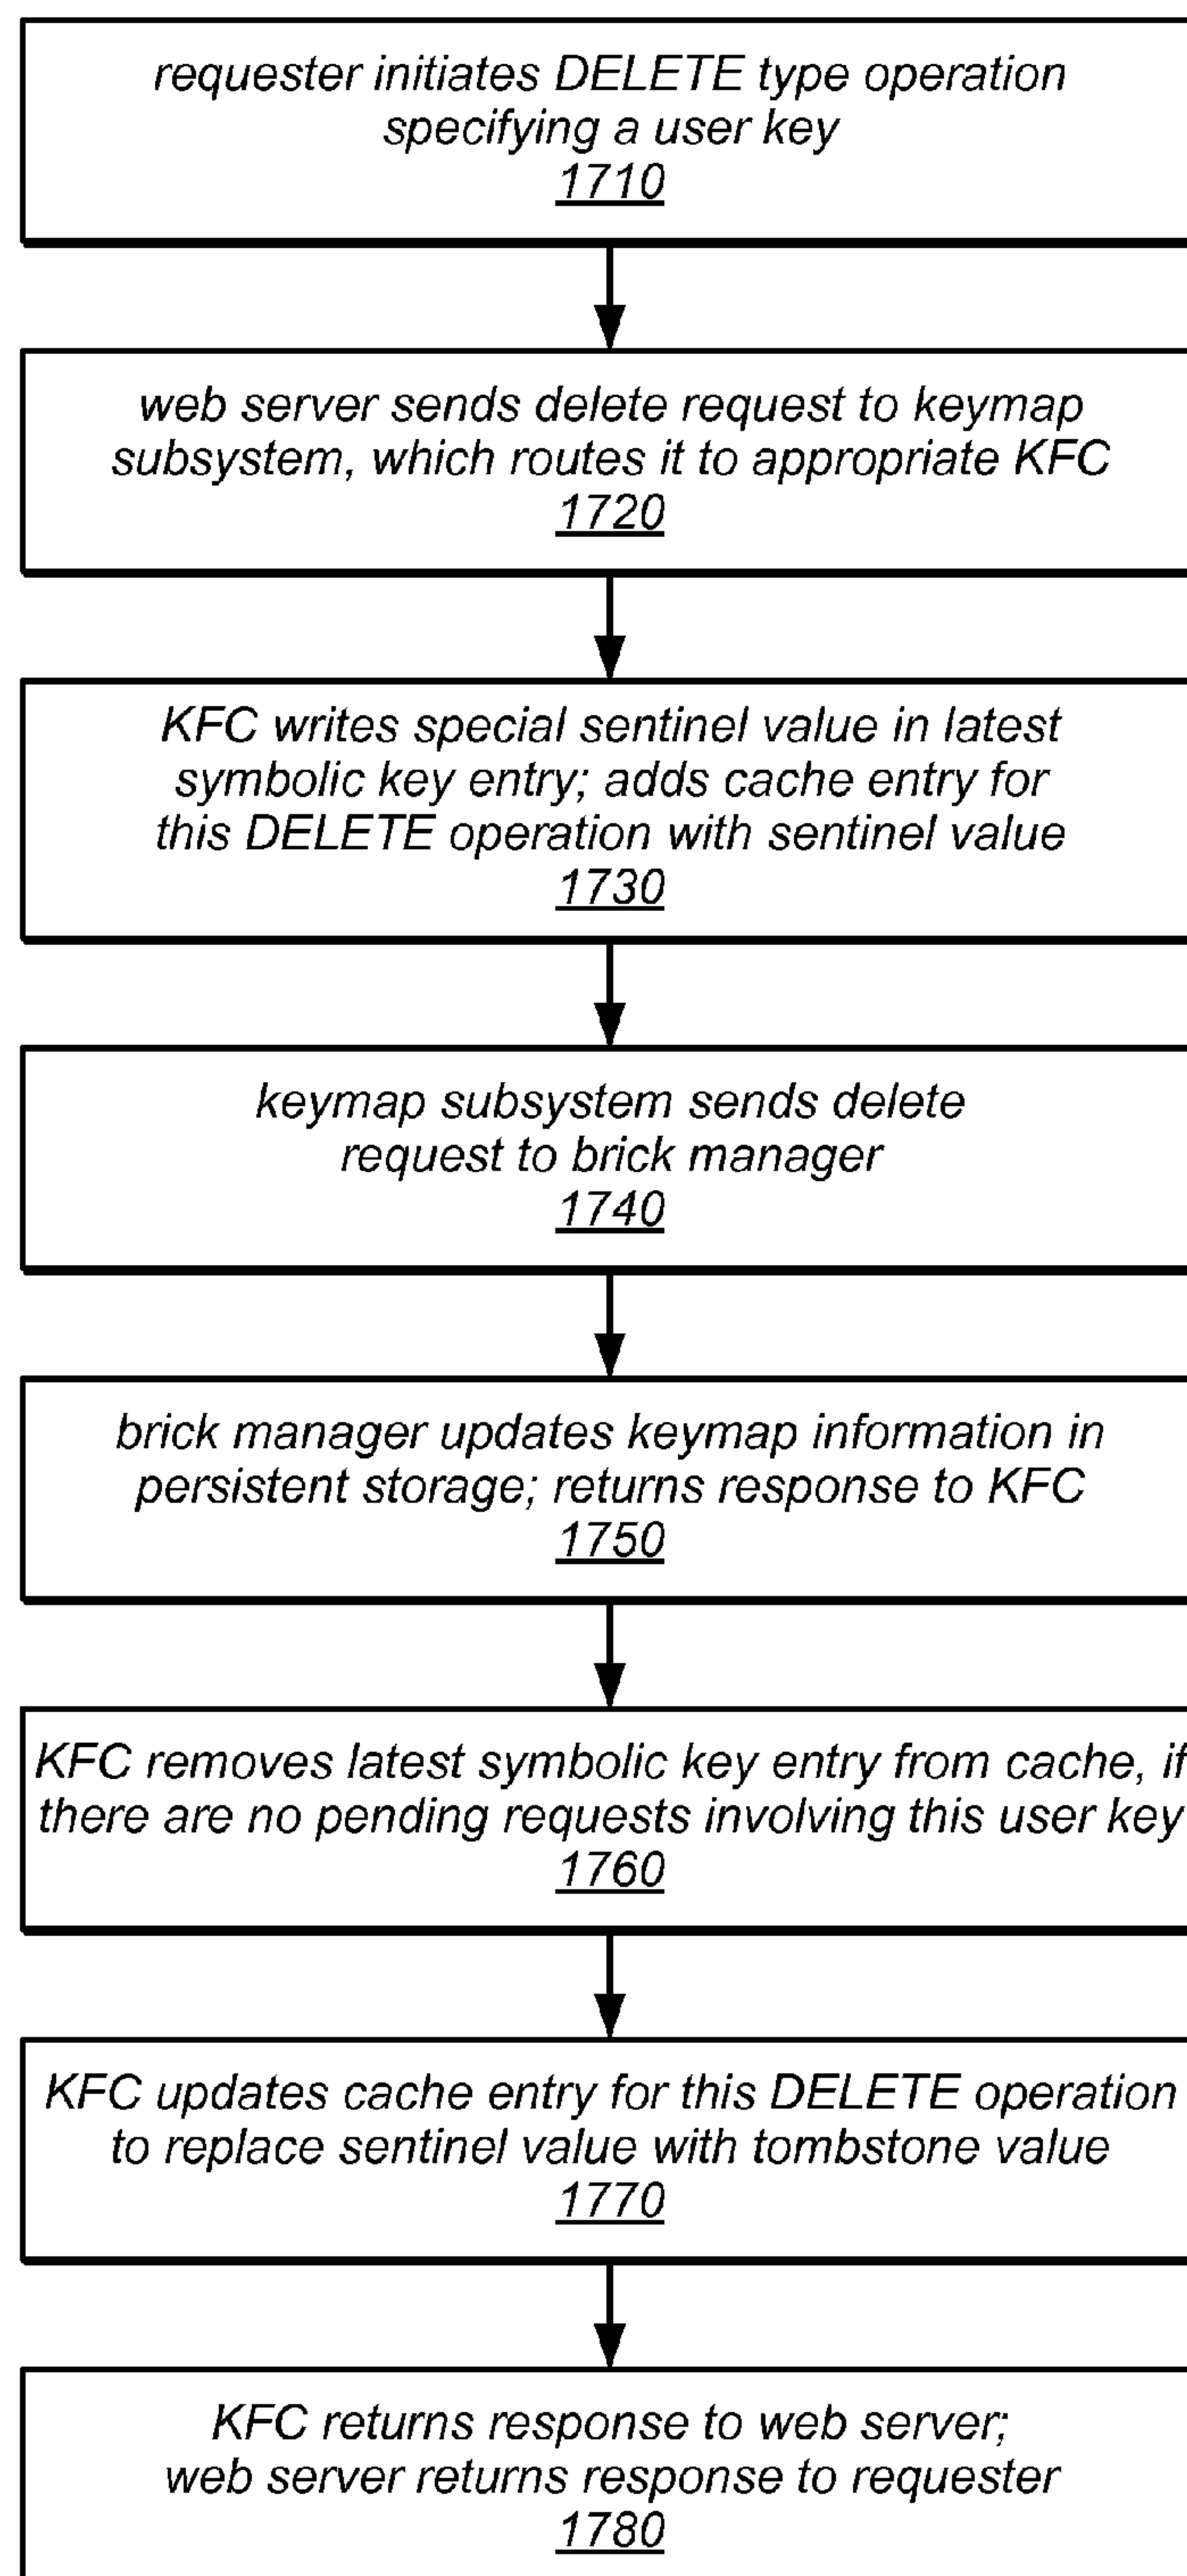 requester initiates DELETE type operation
specifying a user key
1710
web server sends delete request to keymap
subsystem, which routes it to appropriate KFC
1720
KFC writes special sentinel value in latest
symbolic key entry; adds cache entry for
this DELETE operation with sentinel value
1730
keymap subsystem sends delete
request to brick manager
1740
brick manager updates keymap information in
persistent storage; returns response to KFC
1750
KFC removes latest symbolic key entry from cache, if
there are no pending requests involving this user key
1760
KFC updates cache entry for this DELETE operation
to replace sentinel value with tombstone value
1770
KFC returns response to web server;
web server returns response to requester
1780